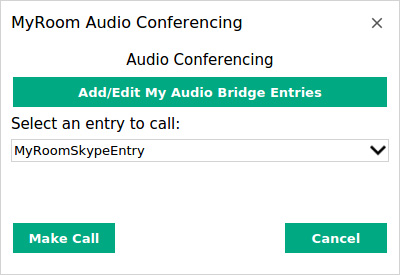 MyRoom Audio Conferencing
Audio Conferencing
Add/Edit My Audio Bridge Entries
Select an entry to call:
MyRoomSkypeEntry
Make Call
Cancel